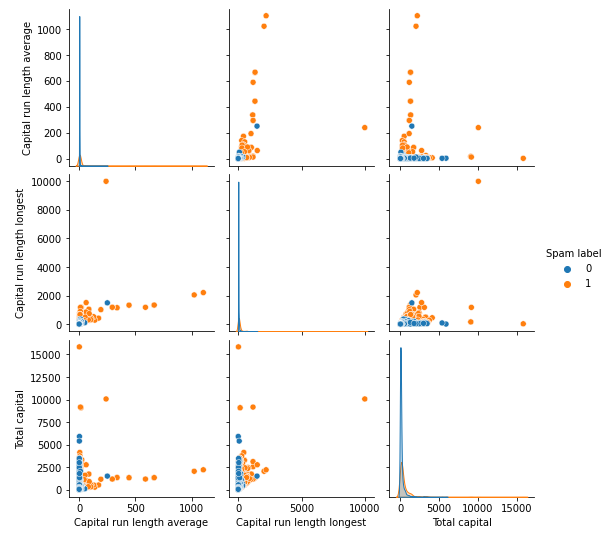 Capital run length average
1000
800
600
400
200
0
Capital run length longest
10000
8000
6000
4000
2000
0
Spam label
0
1
Total capital
15000
12500
10000
7500
5000
2500
0
0 500 1000
0 5000 10000
0 5000 10000 15000
Capital run length average
Capital run length longest
Total capital